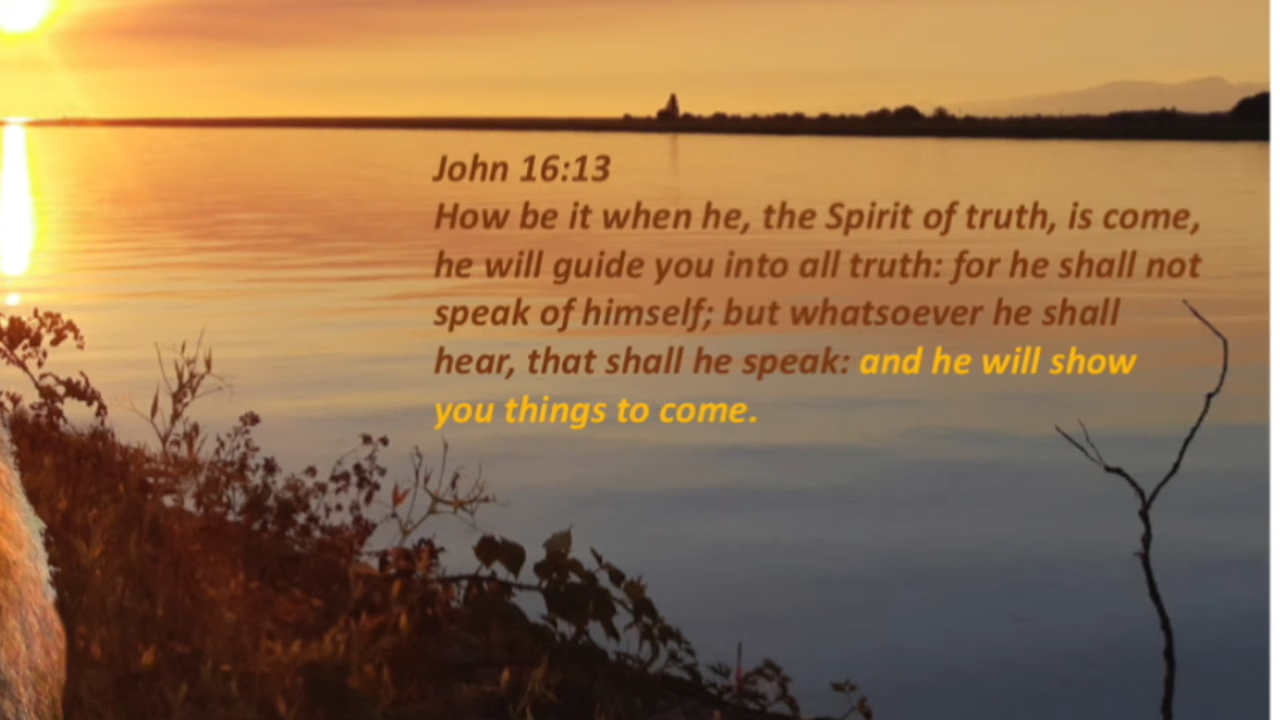 John 16:13
How be it when he, the Spirit of truth, is come,
he will guide you into all truth: for he shall not
speak of himself; but whatsoever he shall
hear, that shall he speak: and he will show
you things to come.